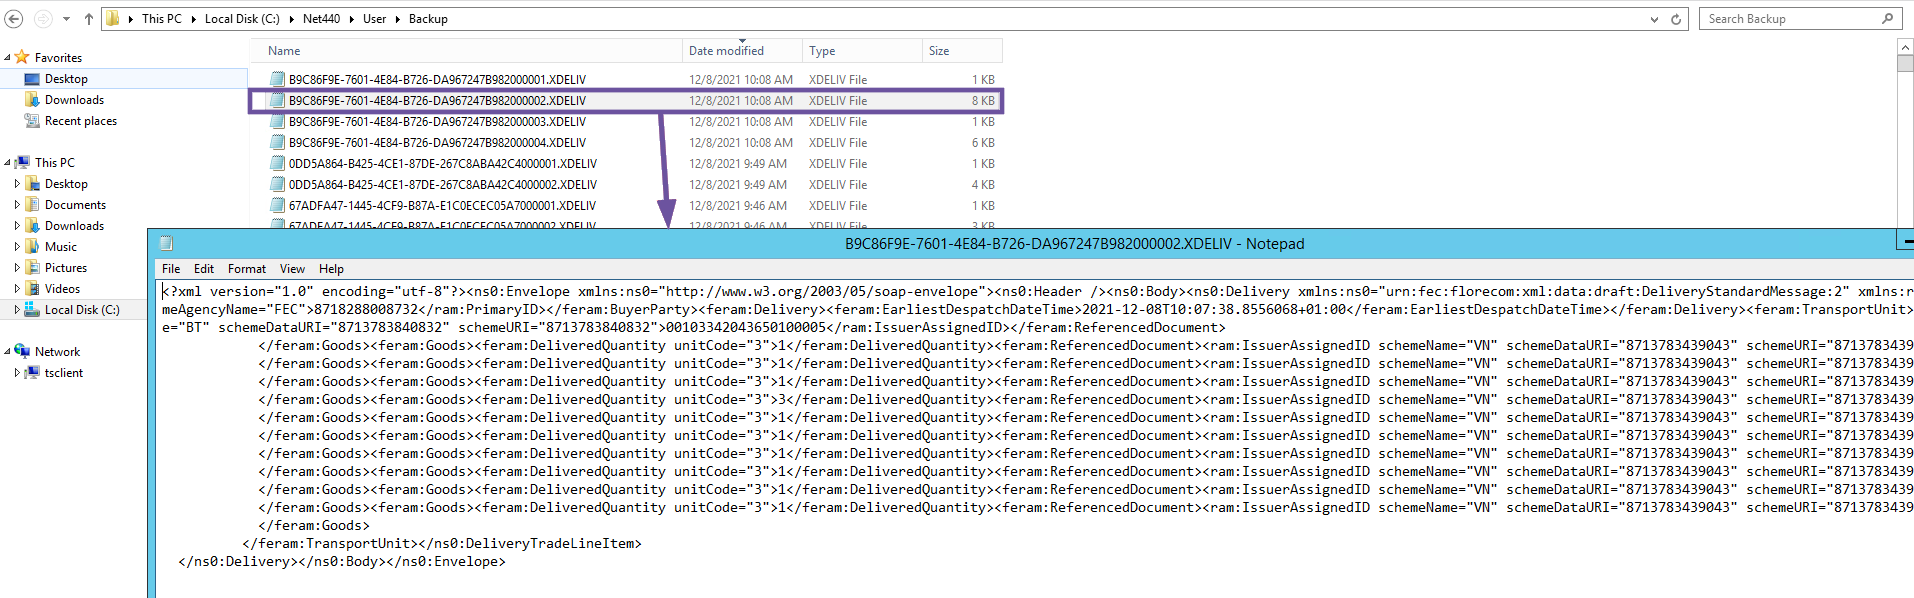 This PC Local Disk (C:) Net440 User Backup Search Backup
Name Date modified Type Size
Favorites
Desktop
Downloads
Recent places
This PC
Desktop
Documents
Downloads
Music
Pictures
Videos
Local Disk (C:)
Network
tsclient
B9C86F9E-7601-4E84-B726-DA967247B982000001.XDELIV 12/8/2021 10:08 AM XDELIV File 1 KB
B9C86F9E-7601-4E84-B726-DA967247B982000002.XDELIV 12/8/2021 10:08 AM XDELIV File 8 KB
B9C86F9E-7601-4E84-B726-DA967247B982000003.XDELIV 12/8/2021 10:08 AM XDELIV File 1 KB
B9C86F9E-7601-4E84-B726-DA967247B982000004.XDELIV 12/8/2021 10:08 AM XDELIV File 6 KB
0DD5A864-B425-4CE1-87DE-267C8ABA42C4000001.XDELIV 12/8/2021 9:49 AM XDELIV File 1 KB
0DD5A864-B425-4CE1-87DE-267C8ABA42C4000002.XDELIV 12/8/2021 9:49 AM XDELIV File 4 KB
67ADFA47-1445-4CF9-B87A-E1C0ECEC05A7000001.XDELIV 12/8/2021 9:46 AM XDELIV File 1 KB
67ADFA47-1445-4CF9-B87A-E1C0ECEC05A7000002.XDELIV 12/8/2021 9:46 AM XDELIV File 3 KB
B9C86F9E-7601-4E84-B726-DA967247B982000002.XDELIV - Notepad
File Edit Format View Help
<?xml version="1.0" encoding="utf-8"?><ns0:Envelope xmlns:ns0="http://www.w3.org/2003/05/soap-envelope"><ns0:Header /><ns0:Body><ns0:Delivery xmlns:ns0="urn:fec:florecom:xml:data:draft:DeliveryStandardMessage:2" xmlns:r
meAgencyName="FEC">8718288008732</ram:PrimaryID></feram:BuyerParty><feram:Delivery><feram:EarliestDespatchDateTime>2021-12-08T10:07:38.8556068+01:00</feram:EarliestDespatchDateTime></feram:Delivery><feram:TransportUnit>
e="BT" schemeDataURI="8713783840832" schemeURI="8713783840832">00103342043650100005</ram:IssuerAssignedID></feram:ReferencedDocument>
</feram:Goods><feram:Goods><feram:DeliveredQuantity unitCode="3">1</feram:DeliveredQuantity><feram:ReferencedDocument><ram:IssuerAssignedID schemeName="VN" schemeDataURI="8713783439043" schemeURI="8713783439
</feram:Goods><feram:Goods><feram:DeliveredQuantity unitCode="3">1</feram:DeliveredQuantity><feram:ReferencedDocument><ram:IssuerAssignedID schemeName="VN" schemeDataURI="8713783439043" schemeURI="8713783439
</feram:Goods><feram:Goods><feram:DeliveredQuantity unitCode="3">1</feram:DeliveredQuantity><feram:ReferencedDocument><ram:IssuerAssignedID schemeName="VN" schemeDataURI="8713783439043" schemeURI="8713783439
</feram:Goods><feram:Goods><feram:DeliveredQuantity unitCode="3">3</feram:DeliveredQuantity><feram:ReferencedDocument><ram:IssuerAssignedID schemeName="VN" schemeDataURI="8713783439043" schemeURI="8713783439
</feram:Goods><feram:Goods><feram:DeliveredQuantity unitCode="3">1</feram:DeliveredQuantity><feram:ReferencedDocument><ram:IssuerAssignedID schemeName="VN" schemeDataURI="8713783439043" schemeURI="8713783439
</feram:Goods><feram:Goods><feram:DeliveredQuantity unitCode="3">1</feram:DeliveredQuantity><feram:ReferencedDocument><ram:IssuerAssignedID schemeName="VN" schemeDataURI="8713783439043" schemeURI="8713783439
</feram:Goods><feram:Goods><feram:DeliveredQuantity unitCode="3">1</feram:DeliveredQuantity><feram:ReferencedDocument><ram:IssuerAssignedID schemeName="VN" schemeDataURI="8713783439043" schemeURI="8713783439
</feram:Goods><feram:Goods><feram:DeliveredQuantity unitCode="3">1</feram:DeliveredQuantity><feram:ReferencedDocument><ram:IssuerAssignedID schemeName="VN" schemeDataURI="8713783439043" schemeURI="8713783439
</feram:Goods><feram:Goods><feram:DeliveredQuantity unitCode="3">1</feram:DeliveredQuantity><feram:ReferencedDocument><ram:IssuerAssignedID schemeName="VN" schemeDataURI="8713783439043" schemeURI="8713783439
</feram:Goods><feram:Goods><feram:DeliveredQuantity unitCode="3">1</feram:DeliveredQuantity><feram:ReferencedDocument><ram:IssuerAssignedID schemeName="VN" schemeDataURI="8713783439043" schemeURI="8713783439
</feram:Goods>
</feram:TransportUnit></ns0:DeliveryTradeLineItem>
</ns0:Delivery></ns0:Body></ns0:Envelope>